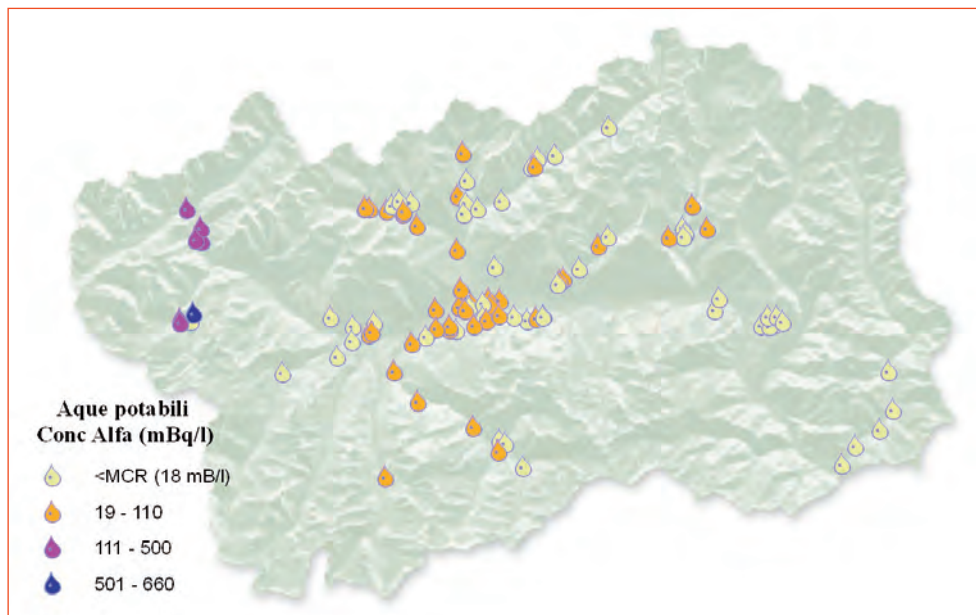 Aque potabili
Conc Alfa (mBq/l)
<MCR (18 mB/l)
19 - 110
111 - 500
501 - 660